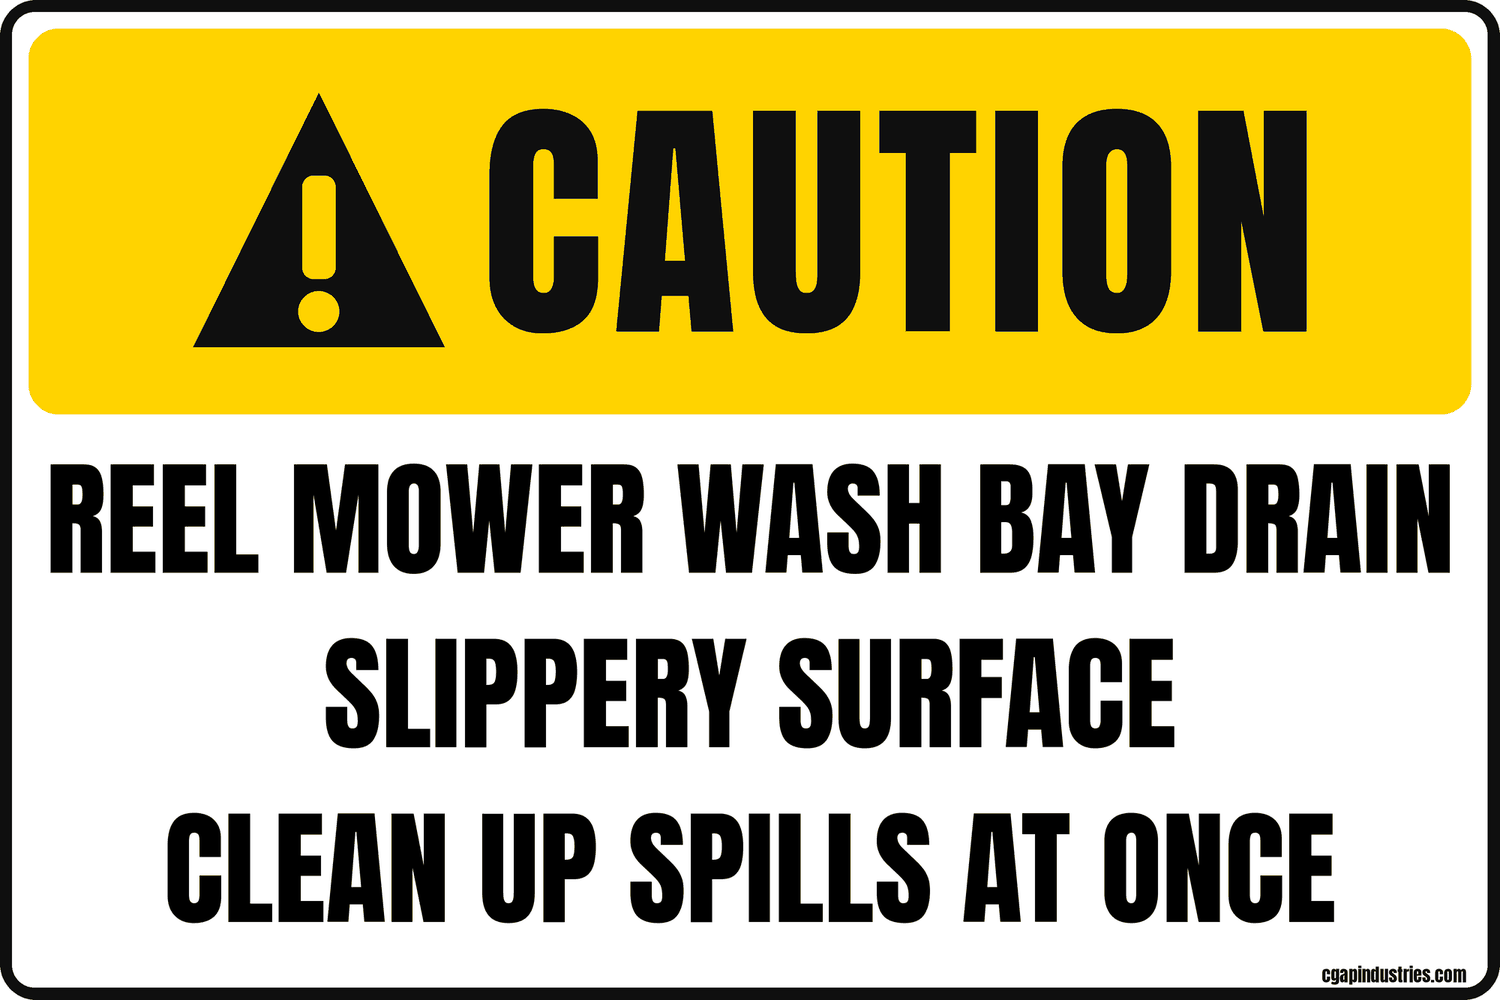 CAUTION
REEL MOWER WASH BAY DRAIN
SLIPPERY SURFACE
CLEAN UP SPILLS AT ONCE
cgapindustries.com